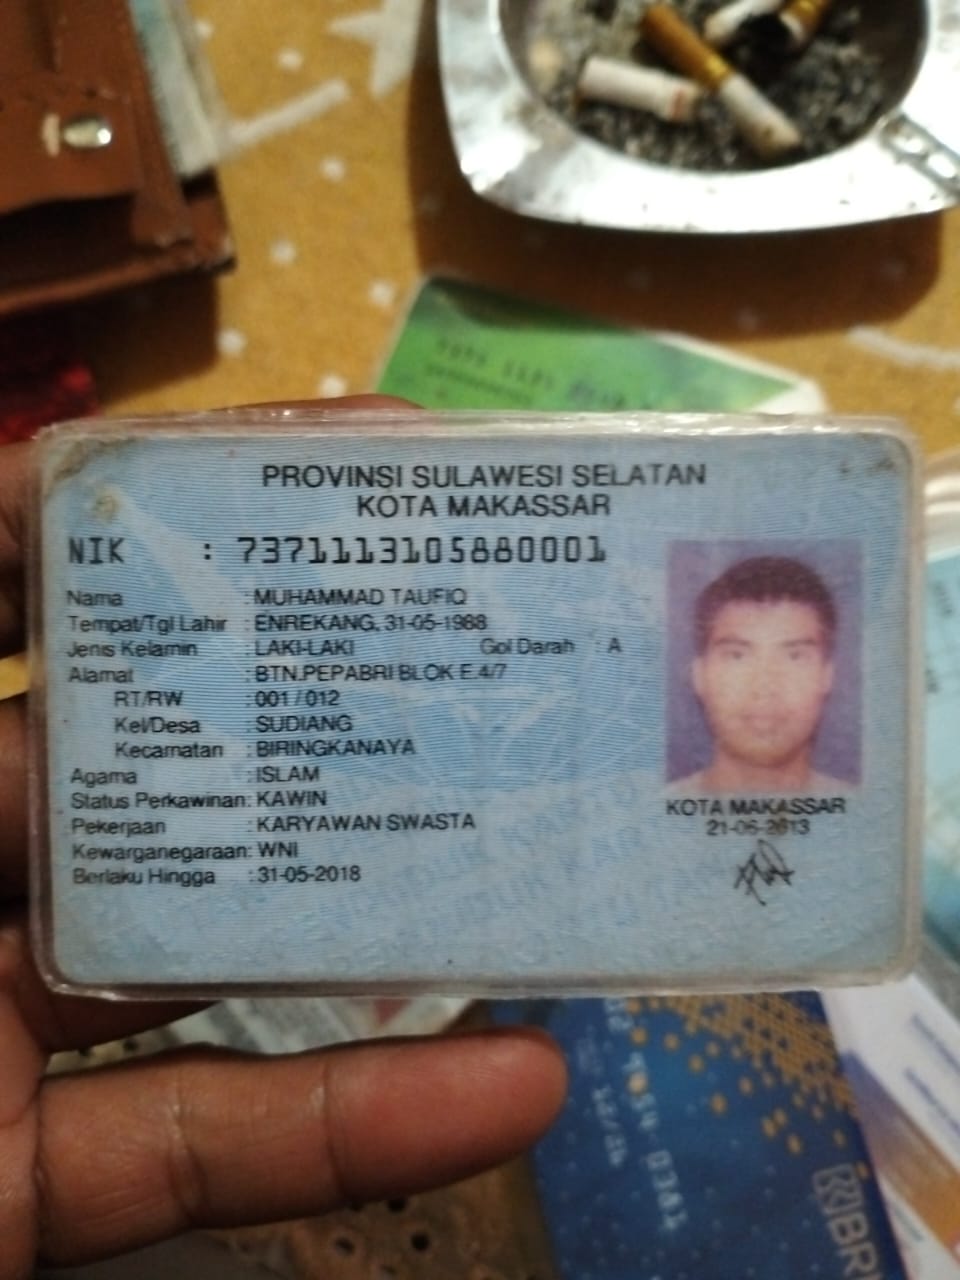 PROVINSI SULAWESI SELATAN
KOTA MAKASSAR
NIK : 7371113105880001
Nama : MUHAMMAD TAUFIQ
Tempat/Tgl Lahir : ENREKANG, 31-05-1988
Jenis Kelamin : LAKI-LAKI Gol Darah : A
Alamat : BTN.PEPABRI BLOK E.4/7
RT/RW : 001 / 012
Kel/Desa : SUDIANG
Kecamatan : BIRINGKANAYA
Agama : ISLAM
Status Perkawinan: KAWIN
Pekerjaan : KARYAWAN SWASTA
Kewarganegaraan: WNI
Berlaku Hingga : 31-05-2018
KOTA MAKASSAR
21-06-2013
BRI